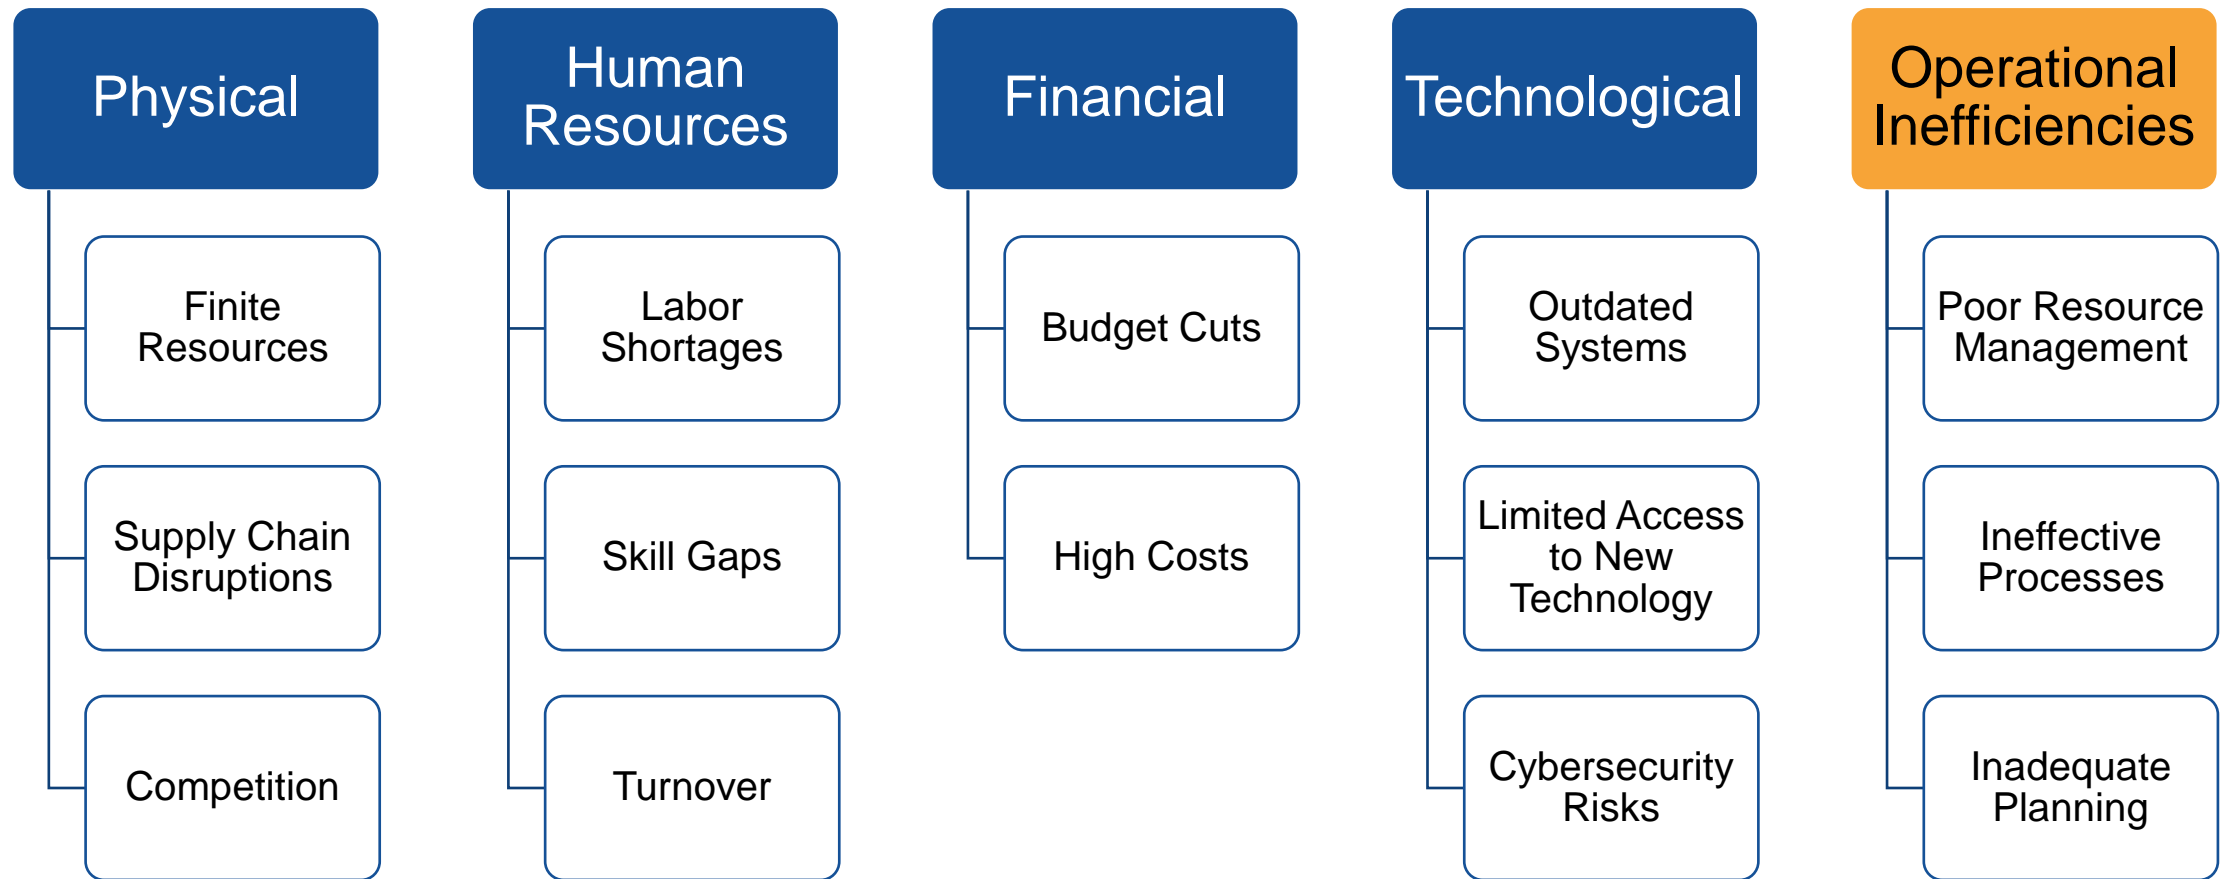 Physical
Finite
Resources
Supply Chain
Disruptions
Competition
Human
Resources
Labor
Shortages
Skill Gaps
Turnover
Financial
Budget Cuts
High Costs
Technological
Outdated
Systems
Limited Access
to New
Technology
Cybersecurity
Risks
Operational
Inefficiencies
Poor Resource
Management
Ineffective
Processes
Inadequate
Planning